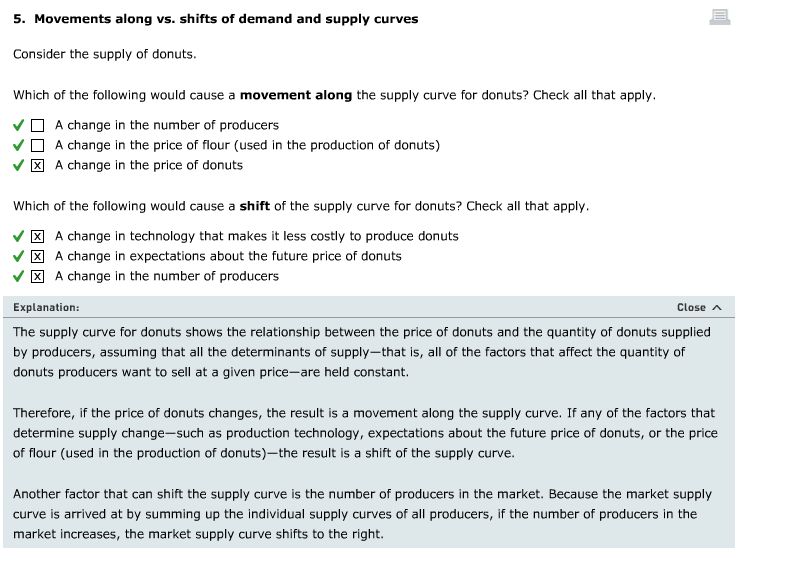 5. Movements along vs. shifts of demand and supply curves
Consider the supply of donuts.
Which of the following would cause a movement along the supply curve for donuts? Check all that apply.
A change in the number of producers
A change in the price of flour (used in the production of donuts)
X A change in the price of donuts
Which of the following would cause a shift of the supply curve for donuts? Check all that apply.
X A change in technology that makes it less costly to produce donuts
X A change in expectations about the future price of donuts
X A change in the number of producers
Explanation: Close
The supply curve for donuts shows the relationship between the price of donuts and the quantity of donuts supplied
by producers, assuming that all the determinants of supply—that is, all of the factors that affect the quantity of
donuts producers want to sell at a given price—are held constant.
Therefore, if the price of donuts changes, the result is a movement along the supply curve. If any of the factors that
determine supply change—such as production technology, expectations about the future price of donuts, or the price
of flour (used in the production of donuts)—the result is a shift of the supply curve.
Another factor that can shift the supply curve is the number of producers in the market. Because the market supply
curve is arrived at by summing up the individual supply curves of all producers, if the number of producers in the
market increases, the market supply curve shifts to the right.